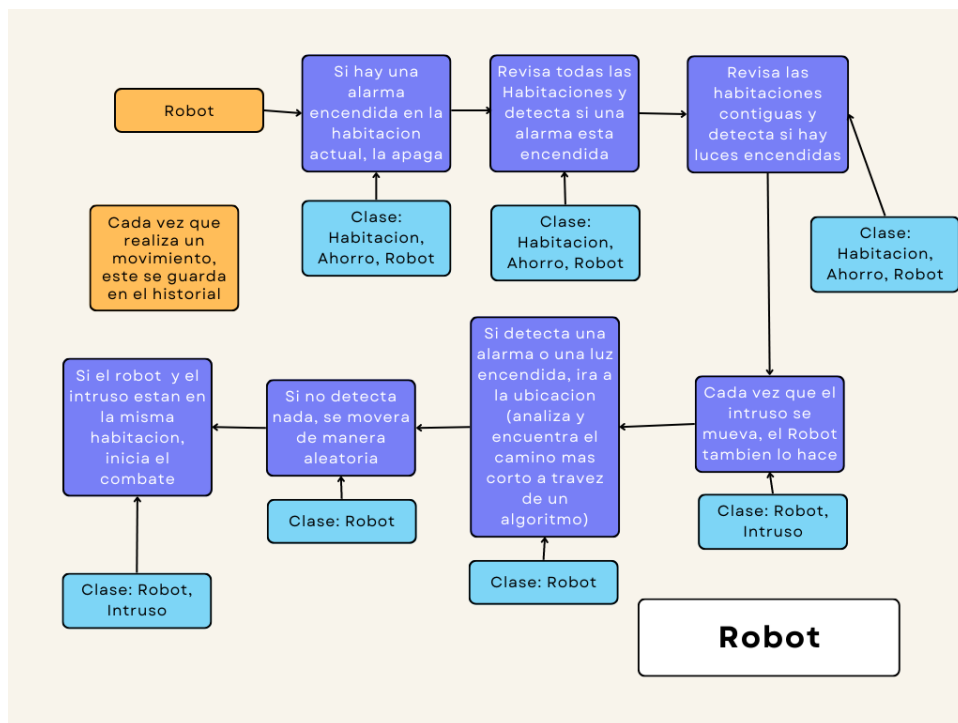 Robot
Si hay una
alarma
encendida en la
habitacion
actual, la apaga
Revisa todas las
Habitaciones y
detecta si una
alarma esta
encendida
Revisa las
habitaciones
contiguas y
detecta si hay
luces encendidas
Cada vez que
realiza un
movimiento,
este se guarda
en el historial
Clase:
Habitacion,
Ahorro, Robot
Clase:
Habitacion,
Ahorro, Robot
Clase:
Habitacion,
Ahorro, Robot
Si el robot y el
intruso estan en
la misma
habitacion,
inicia el
combate
Si no detecta
nada, se movera
de manera
aleatoria
Si detecta una
alarma o una luz
encendida, ira a
la ubicacion
(analiza y
encuentra el
camino mas
corto a travez
de un
algoritmo)
Cada vez que el
intruso se
mueva, el Robot
tambien lo hace
Clase: Robot,
Intruso
Clase: Robot
Clase: Robot
Clase: Robot,
Intruso
Robot